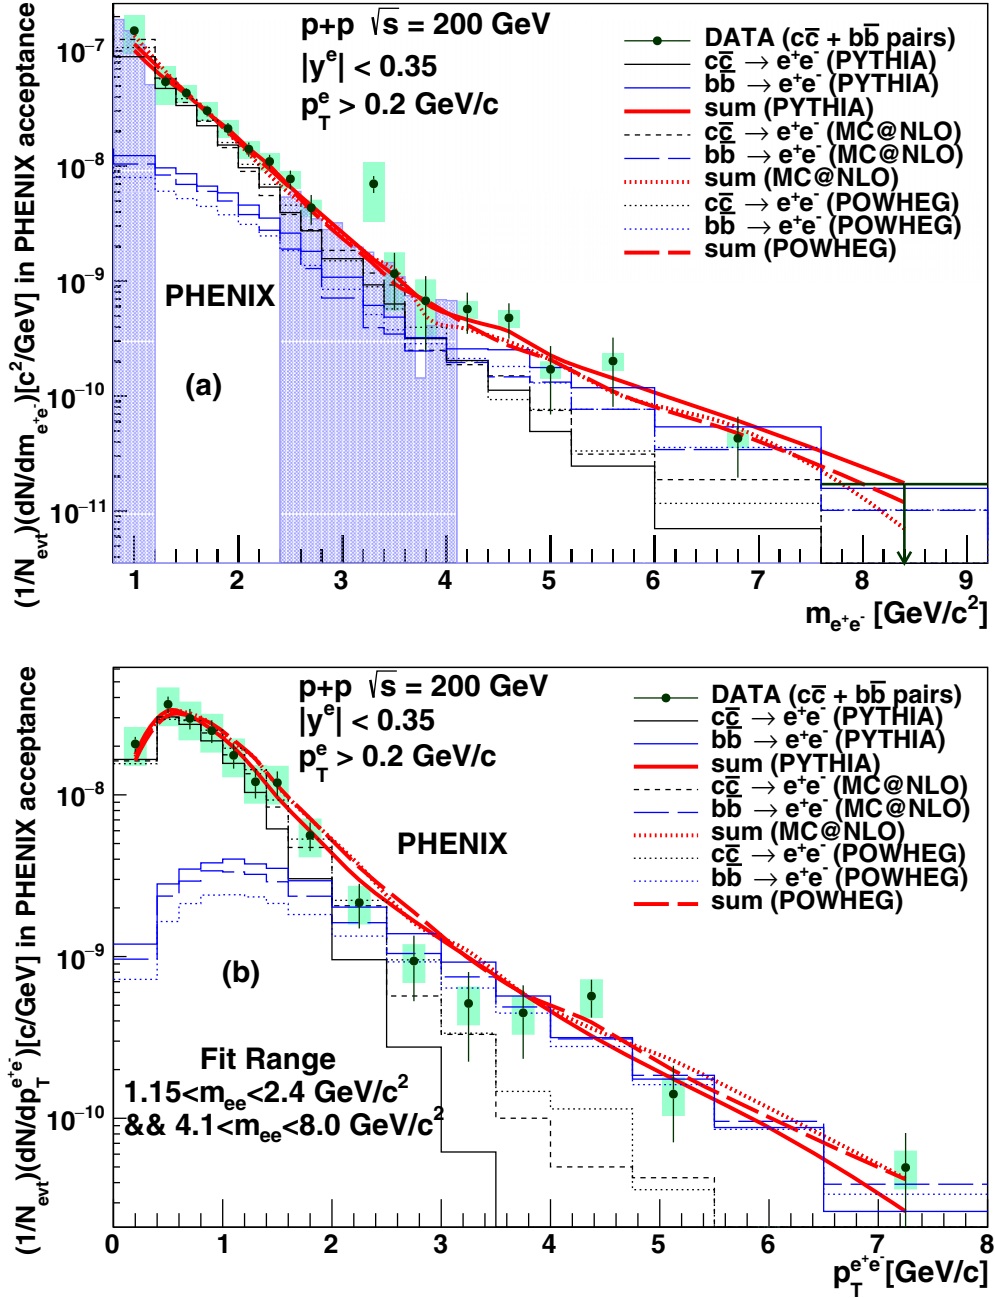 (1/N_evt)(dN/dm_e⁺e⁻)[c²/GeV] in PHENIX acceptance
10⁻⁷
10⁻⁸
10⁻⁹
10⁻¹⁰
10⁻¹¹
p+p √s = 200 GeV
|y^e| < 0.35
p_T^e > 0.2 GeV/c
DATA (cc̅ + bb̅ pairs)
cc̅ → e⁺e⁻ (PYTHIA)
bb̅ → e⁺e⁻ (PYTHIA)
sum (PYTHIA)
cc̅ → e⁺e⁻ (MC@NLO)
bb̅ → e⁺e⁻ (MC@NLO)
sum (MC@NLO)
cc̅ → e⁺e⁻ (POWHEG)
bb̅ → e⁺e⁻ (POWHEG)
sum (POWHEG)
PHENIX
(a)
1 2 3 4 5 6 7 8 9
m_e⁺e⁻ [GeV/c²]
(1/N_evt)(dN/dp_T^e⁺e⁻)[c/GeV] in PHENIX acceptance
10⁻⁸
10⁻⁹
10⁻¹⁰
p+p √s = 200 GeV
|y^e| < 0.35
p_T^e > 0.2 GeV/c
DATA (cc̅ + bb̅ pairs)
cc̅ → e⁺e⁻ (PYTHIA)
bb̅ → e⁺e⁻ (PYTHIA)
sum (PYTHIA)
cc̅ → e⁺e⁻ (MC@NLO)
bb̅ → e⁺e⁻ (MC@NLO)
sum (MC@NLO)
cc̅ → e⁺e⁻ (POWHEG)
bb̅ → e⁺e⁻ (POWHEG)
sum (POWHEG)
PHENIX
(b)
Fit Range
1.15<m_ee<2.4 GeV/c²
&& 4.1<m_ee<8.0 GeV/c²
0 1 2 3 4 5 6 7 8
p_T^e⁺e⁻ [GeV/c]